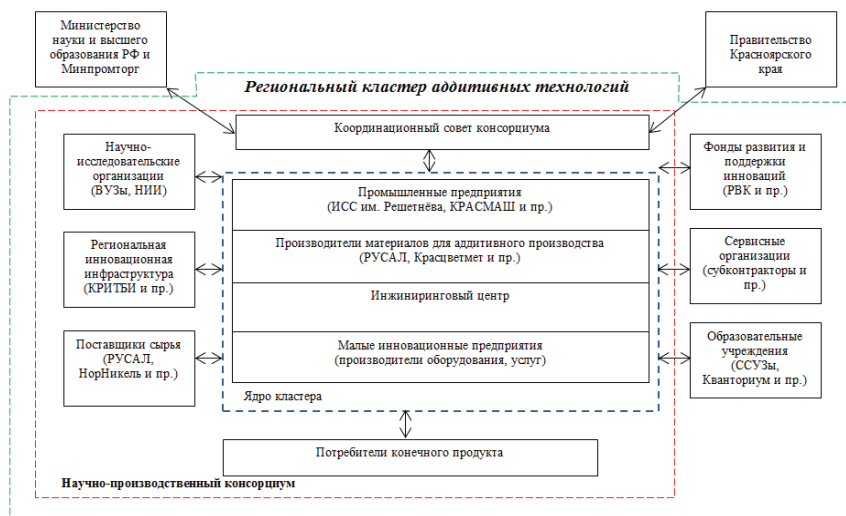 Министерство
науки и высшего
образования РФ и
Минпромторг
Правительство
Красноярского
края
Региональный кластер аддитивных технологий
Координационный совет консорциума
Научно-
исследовательские
организации
(ВУЗы, НИИ)
Региональная
инновационная
инфраструктура
(КРИТБИ и пр.)
Поставщики сырья
(РУСАЛ,
НорНикель и пр.)
Промышленные предприятия
(ИСС им. Решетнёва, КРАСМАШ и пр.)
Производители материалов для аддитивного производства
(РУСАЛ, Красцветмет и пр.)
Инжиниринговый центр
Малые инновационные предприятия
(производители оборудования, услуг)
Ядро кластера
Фонды развития и
поддержки
инноваций
(РВК и пр.)
Сервисные
организации
(субконтракторы и
пр.)
Образовательные
учреждения
(ССУЗы,
Кванториум и пр.)
Потребители конечного продукта
Научно-производственный консорциум